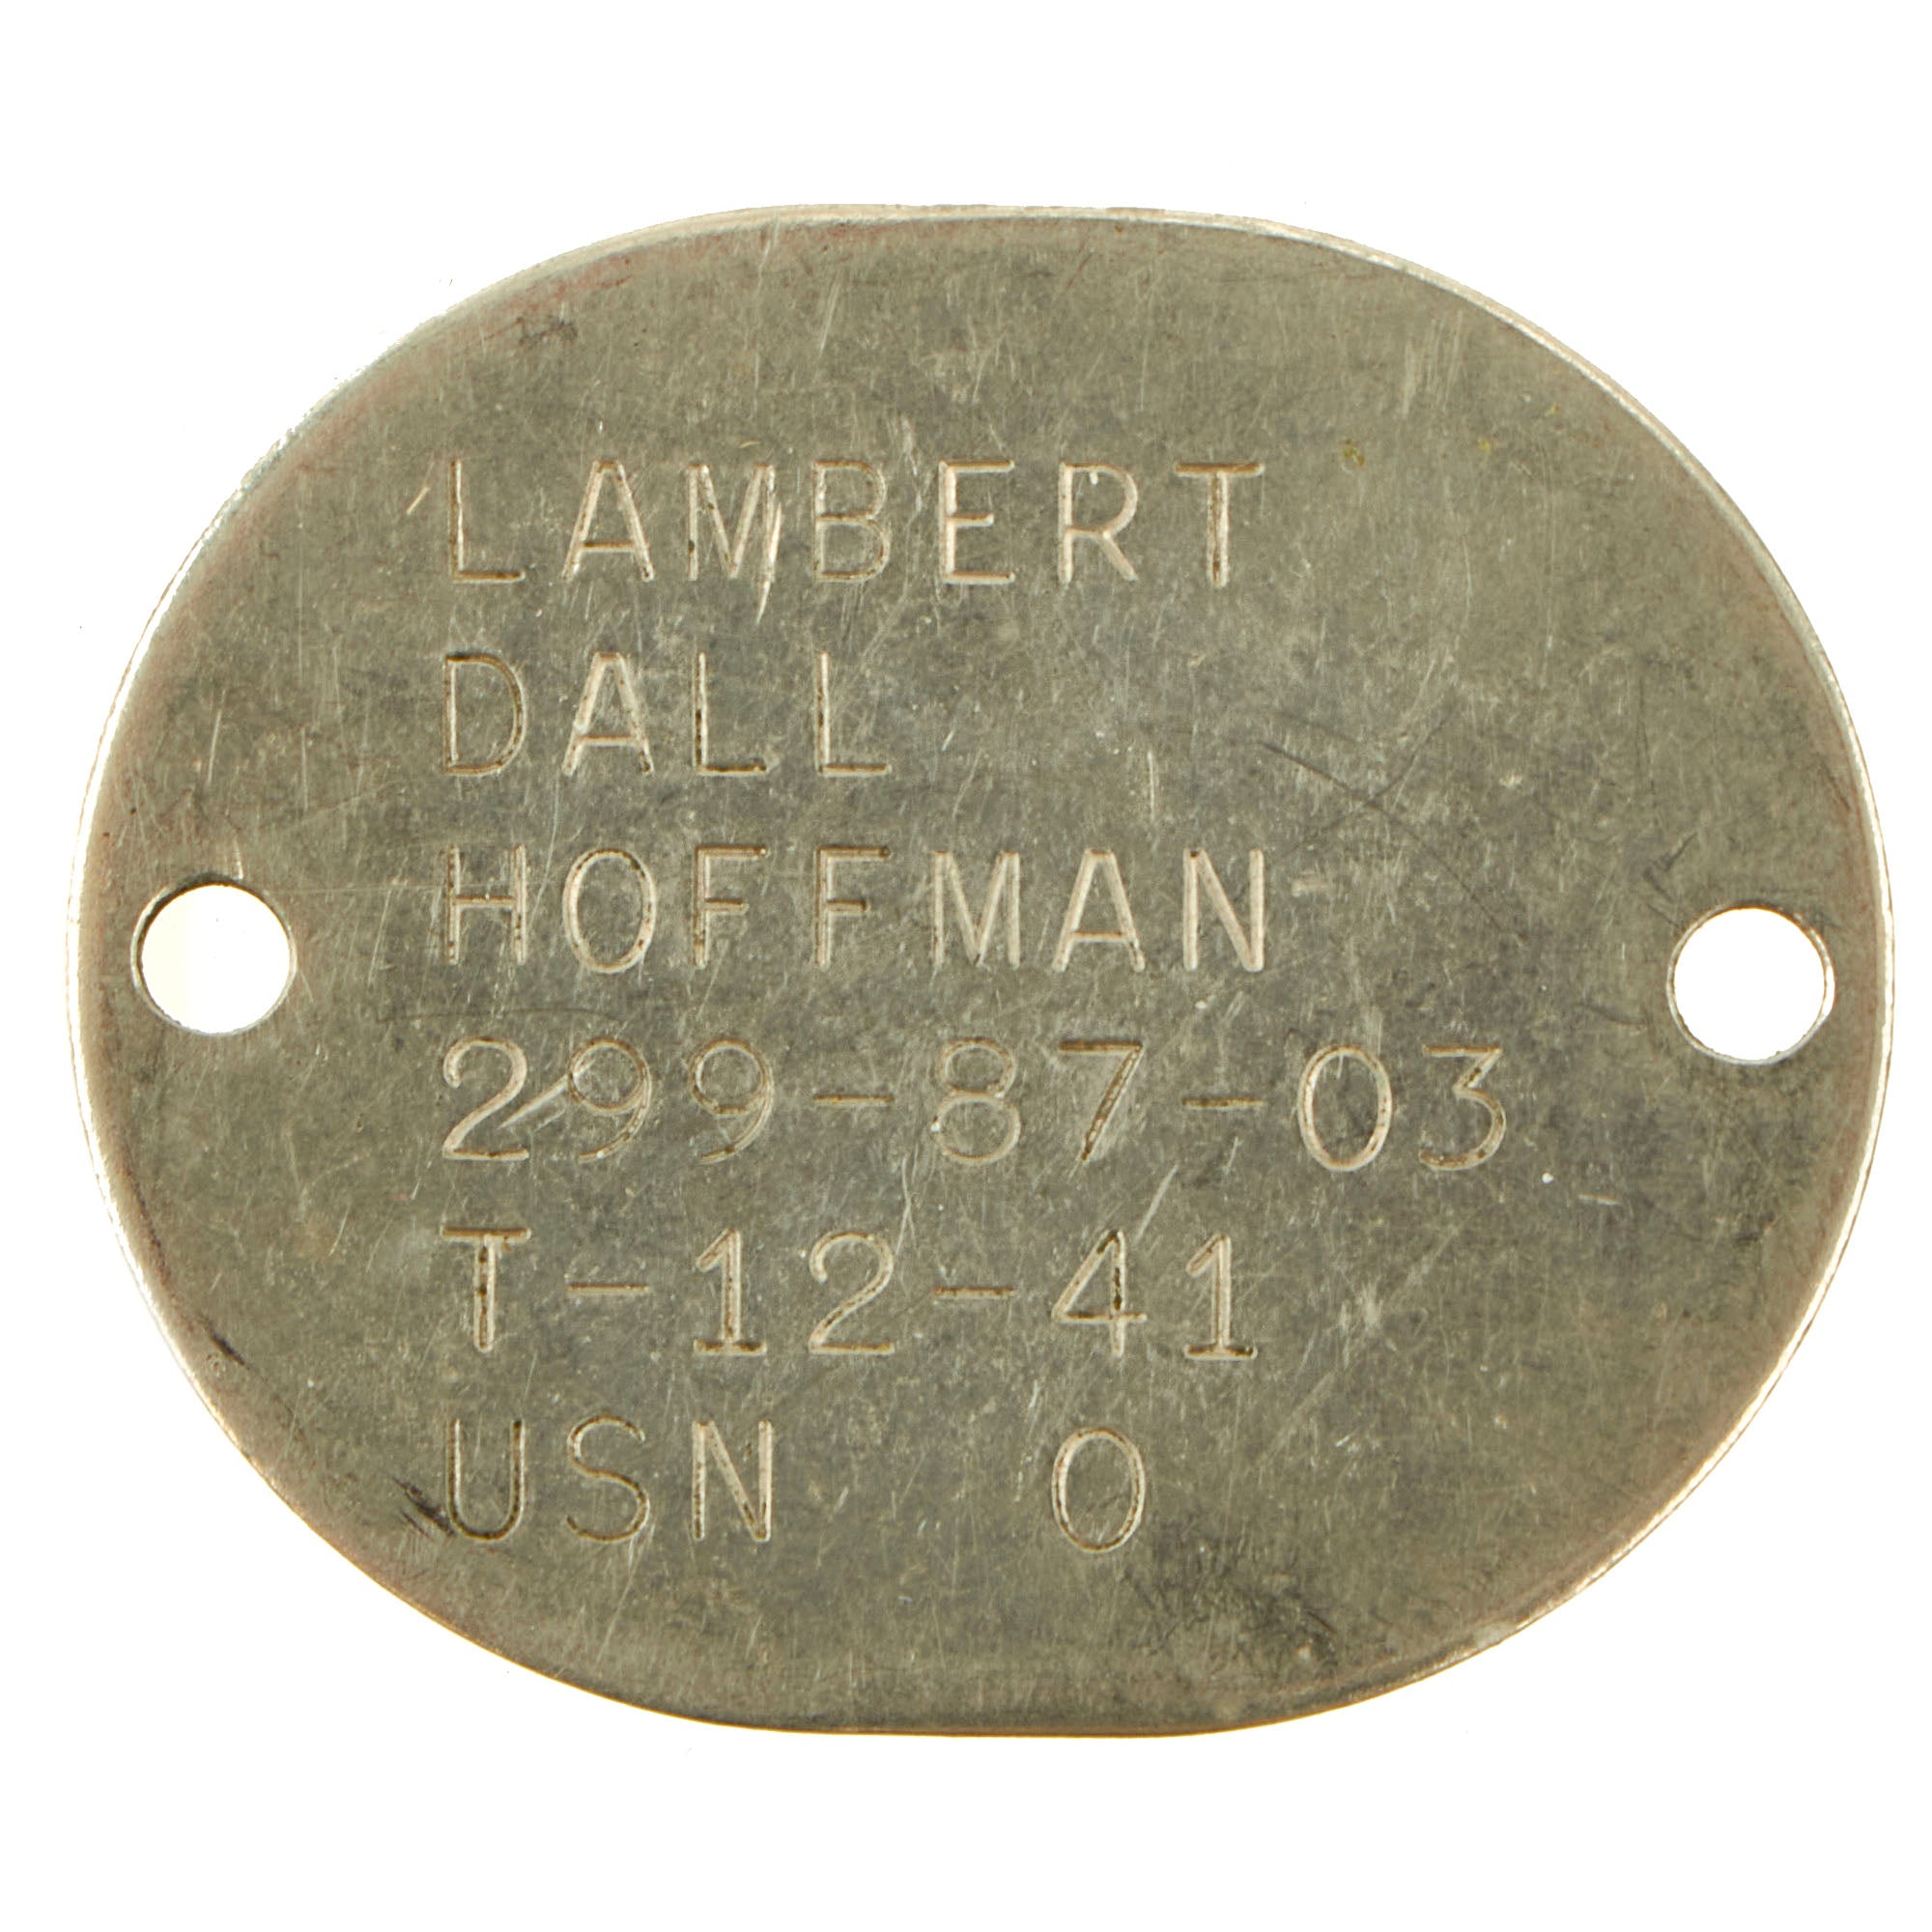 LAMBERT
DALL
HOFFMAN
299-87-03
T-12-41
USN O